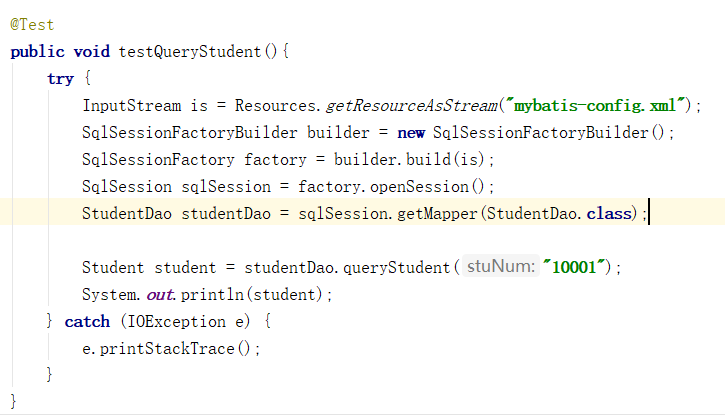 @Test
public void testQueryStudent(){
    try {
        InputStream is = Resources.getResourceAsStream("mybatis-config.xml");
        SqlSessionFactoryBuilder builder = new SqlSessionFactoryBuilder();
        SqlSessionFactory factory = builder.build(is);
        SqlSession sqlSession = factory.openSession();
        StudentDao studentDao = sqlSession.getMapper(StudentDao.class);
        Student student = studentDao.queryStudent( stuNum: "10001");
        System.out.println(student);
    } catch (IOException e) {
        e.printStackTrace();
    }
}